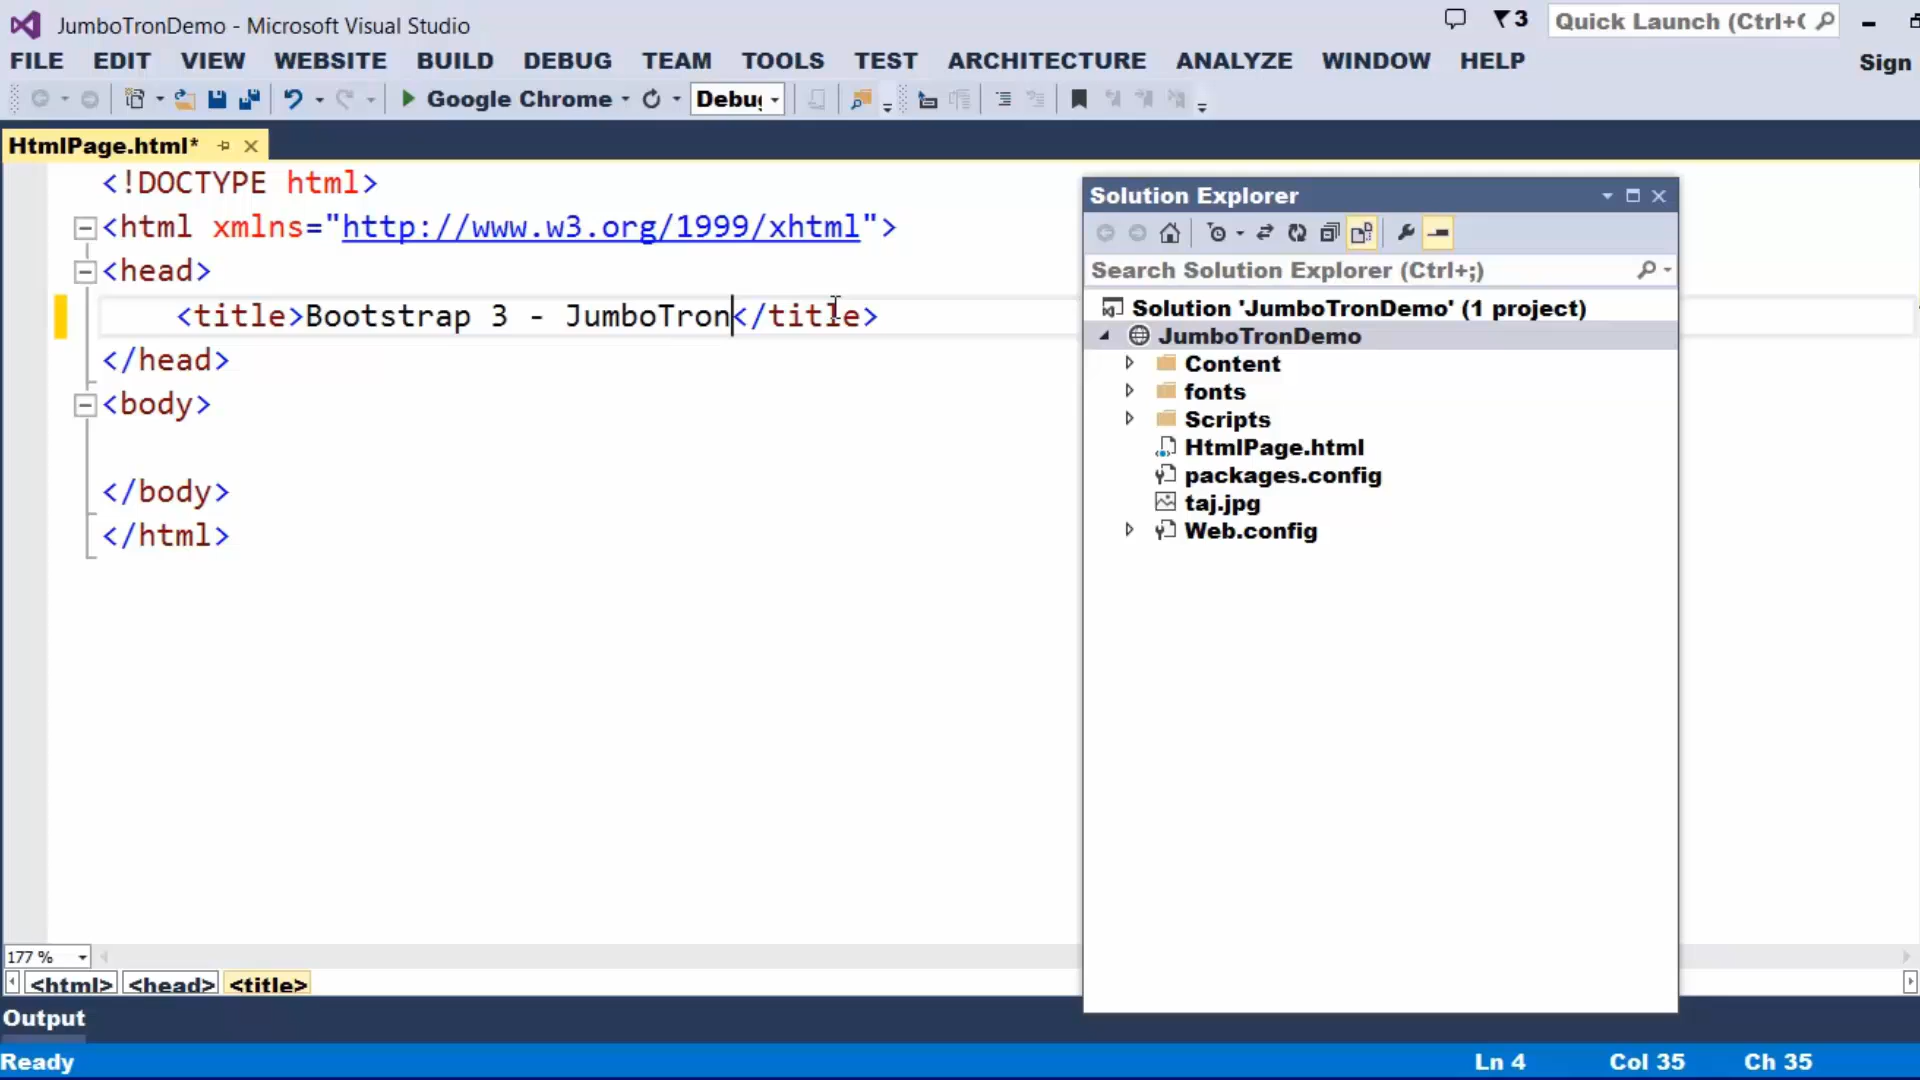 JumboTronDemo - Microsoft Visual Studio
3
Quick Launch (Ctrl+(
FILE EDIT VIEW WEBSITE BUILD DEBUG TEAM TOOLS TEST ARCHITECTURE ANALYZE WINDOW HELP
Sign
Google Chrome
Debug
HtmlPage.html*
<!DOCTYPE html>
<html xmlns="http://www.w3.org/1999/xhtml">
<head>
<title>Bootstrap 3 - JumboTron</title>
</head>
<body>
</body>
</html>
Solution Explorer
Search Solution Explorer (Ctrl+;)
Solution 'JumboTronDemo' (1 project)
JumboTronDemo
Content
fonts
Scripts
HtmlPage.html
packages.config
taj.jpg
Web.config
177 %
<html> <head> <title>
Output
Ready
Ln 4 Col 35 Ch 35